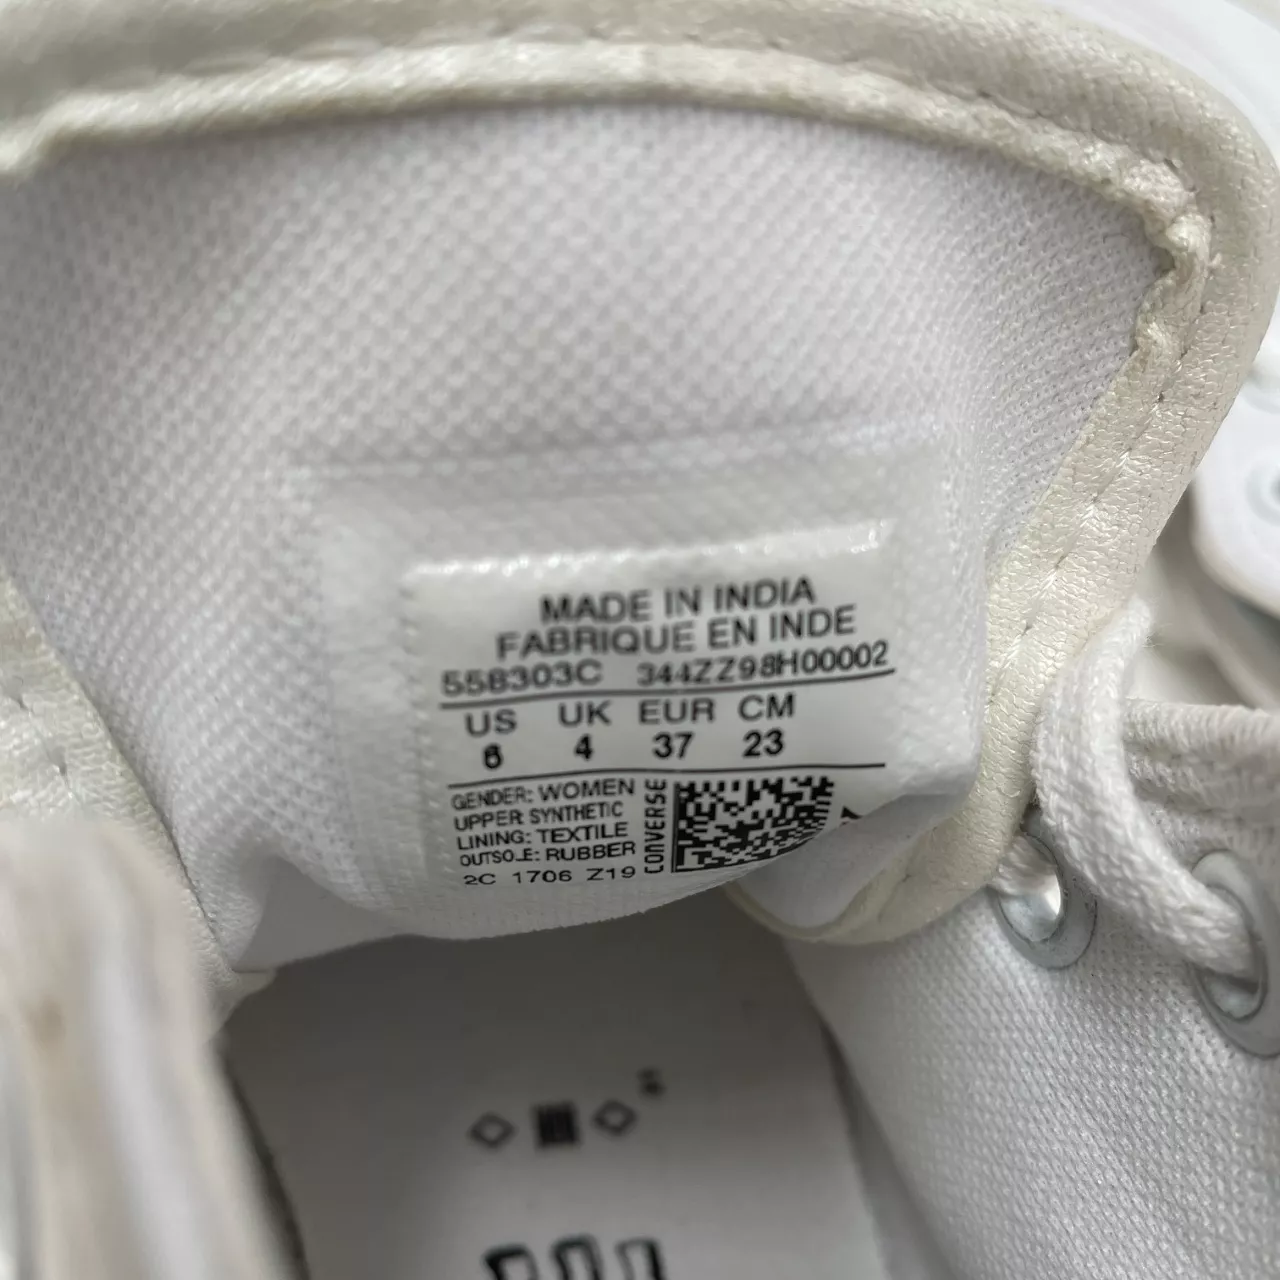 MADE IN INDIA
FABRIQUE EN INDE
558303C 344ZZ98H00002
US UK EUR CM
6 4 37 23
GENDER: WOMEN
UPPER: SYNTHETIC
LINING: TEXTILE
OUTSOLE: RUBBER
2C 1706 Z19
CONVERSE